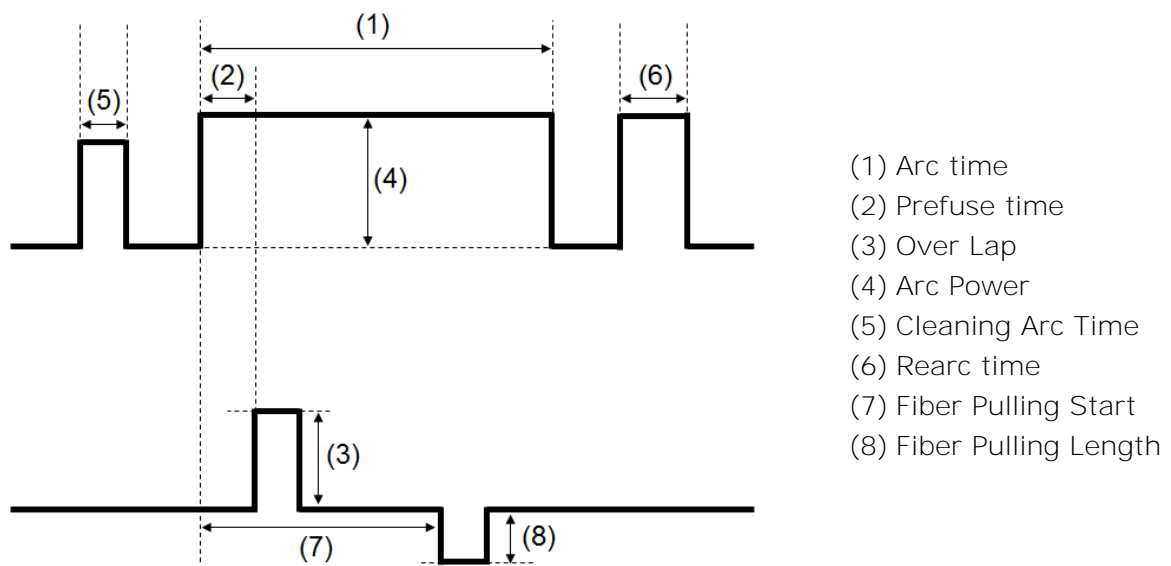 (1)
(2)
(6)
(5)
(4)
(3)
(7)
(8)
(1) Arc time
(2) Prefuse time
(3) Over Lap
(4) Arc Power
(5) Cleaning Arc Time
(6) Rearc time
(7) Fiber Pulling Start
(8) Fiber Pulling Length